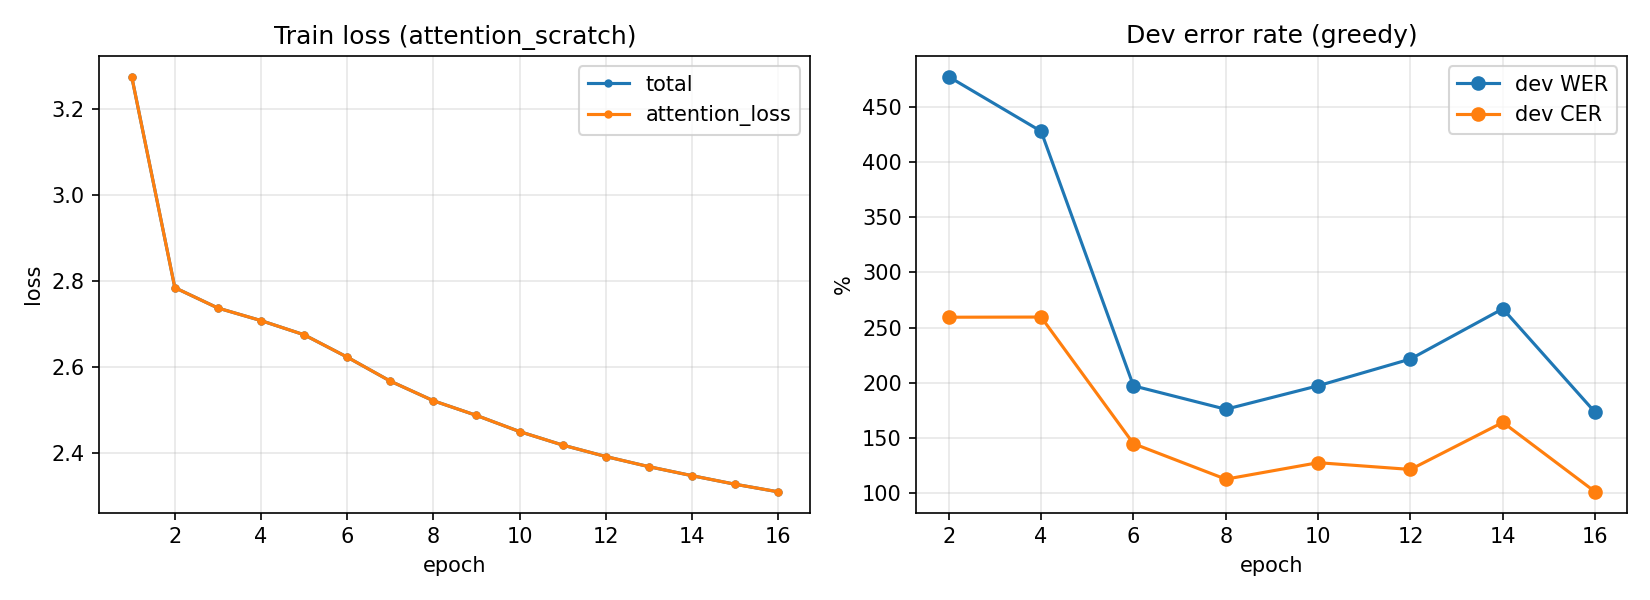 Train loss (attention_scratch)
total
attention_loss
3.2
3.0
2.8
2.6
2.4
loss
2 4 6 8 10 12 14 16
epoch
Dev error rate (greedy)
dev WER
dev CER
450
400
350
300
250
200
150
100
%
2 4 6 8 10 12 14 16
epoch